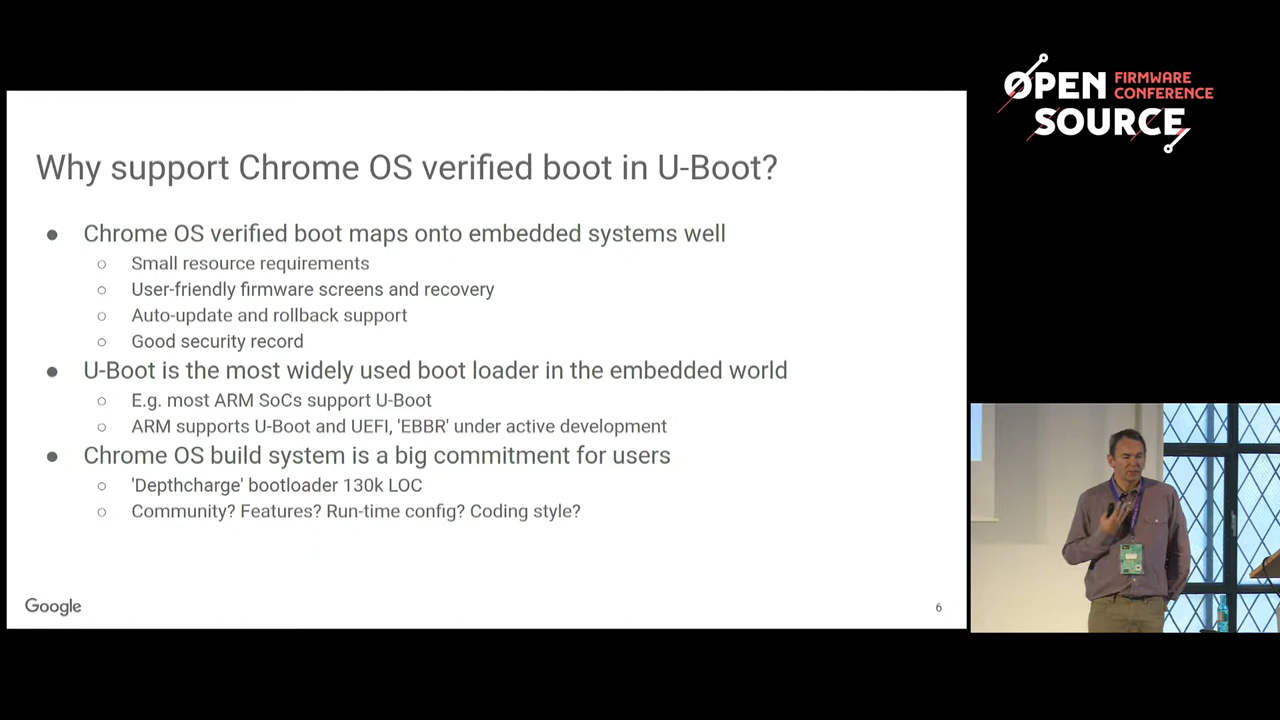 OPEN FIRMWARE
CONFERENCE
SOURCE
Why support Chrome OS verified boot in U-Boot?
● Chrome OS verified boot maps onto embedded systems well
○ Small resource requirements
○ User-friendly firmware screens and recovery
○ Auto-update and rollback support
○ Good security record
● U-Boot is the most widely used boot loader in the embedded world
○ E.g. most ARM SoCs support U-Boot
○ ARM supports U-Boot and UEFI, 'EBBR' under active development
● Chrome OS build system is a big commitment for users
○ 'Depthcharge' bootloader 130k LOC
○ Community? Features? Run-time config? Coding style?
Google
6